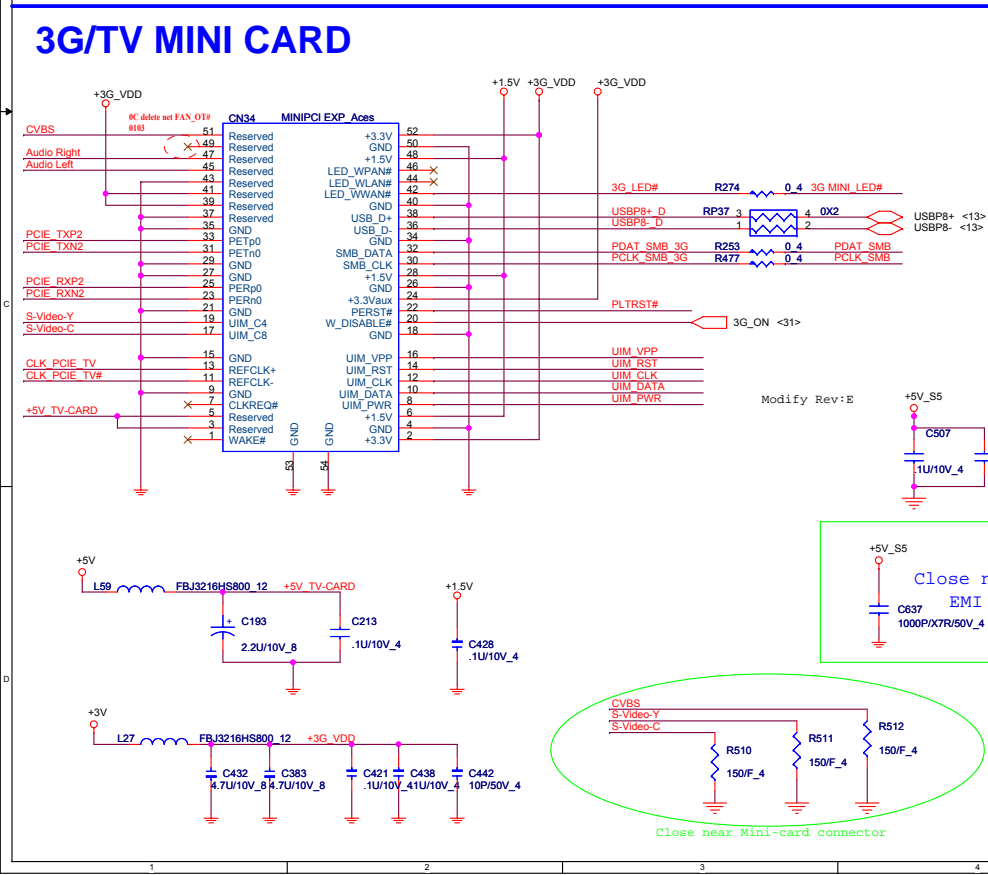 3G/TV MINI CARD
+1.5V +3G_VDD +3G_VDD
+3G_VDD
0C delete net FAN_OT#
0103
CN34 MINIPCI EXP_Aces
CVBS 51 Reserved +3.3V 52
49 Reserved GND 50
Audio Right 47 Reserved +1.5V 48
Audio Left 45 Reserved LED_WPAN# 46
43 Reserved LED_WLAN# 44
41 Reserved LED_WWAN# 42 3G_LED# R274 0_4 3G MINI_LED#
39 Reserved GND 40
37 Reserved USB_D+ 38 USBP8+_D RP37 3 4 0X2 USBP8+ <13>
35 GND USB_D- 36 USBP8-_D 1 2 USBP8- <13>
PCIE_TXP2 33 PETp0 GND 34
PCIE_TXN2 31 PETn0 SMB_DATA 32 PDAT_SMB_3G R253 0_4 PDAT_SMB
29 GND SMB_CLK 30 PCLK_SMB_3G R477 0_4 PCLK_SMB
27 GND +1.5V 28
PCIE_RXP2 25 PERp0 GND 26
PCIE_RXN2 23 PERn0 +3.3Vaux 24
21 GND PERST# 22 PLTRST#
S-Video-Y 19 UIM_C4 W_DISABLE# 20 3G_ON <31>
S-Video-C 17 UIM_C8 GND 18
15 GND UIM_VPP 16 UIM_VPP
CLK_PCIE_TV 13 REFCLK+ UIM_RST 14 UIM_RST
CLK_PCIE_TV# 11 REFCLK- UIM_CLK 12 UIM_CLK
9 GND UIM_DATA 10 UIM_DATA
7 CLKREQ# UIM_PWR 8 UIM_PWR
+5V_TV-CARD 5 Reserved +1.5V 6
3 Reserved GND 4
1 WAKE# +3.3V 2
GND GND
53 54
Modify Rev:E
+5V_S5
C507
.1U/10V_4
C
+5V_S5
Close
EMI
C637
1000P/X7R/50V_4
+5V
L59 FBJ3216HS800_12 +5V_TV-CARD
+ C193
2.2U/10V_8
C213
.1U/10V_4
+1.5V
C428
.1U/10V_4
D
+3V
L27 FBJ3216HS800_12 +3G_VDD
C432 C383 C421 C438 C442
4.7U/10V_8 4.7U/10V_8 .1U/10V_4 .1U/10V_4 10P/50V_4
CVBS
S-Video-Y
S-Video-C
R510
150/F_4
R511
150/F_4
R512
150/F_4
Close near Mini-card connector
1 2 3 4